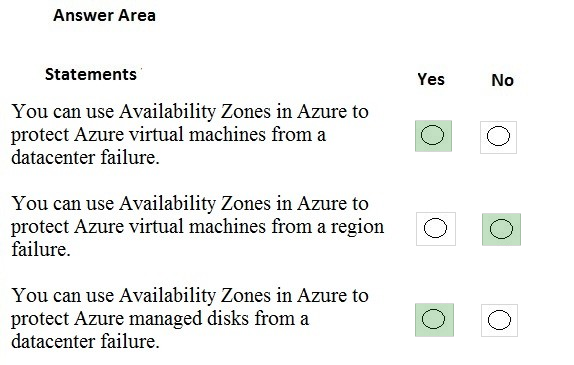 Answer Area
Statements
Yes No
You can use Availability Zones in Azure to
protect Azure virtual machines from a
datacenter failure.
You can use Availability Zones in Azure to
protect Azure virtual machines from a region
failure.
You can use Availability Zones in Azure to
protect Azure managed disks from a
datacenter failure.